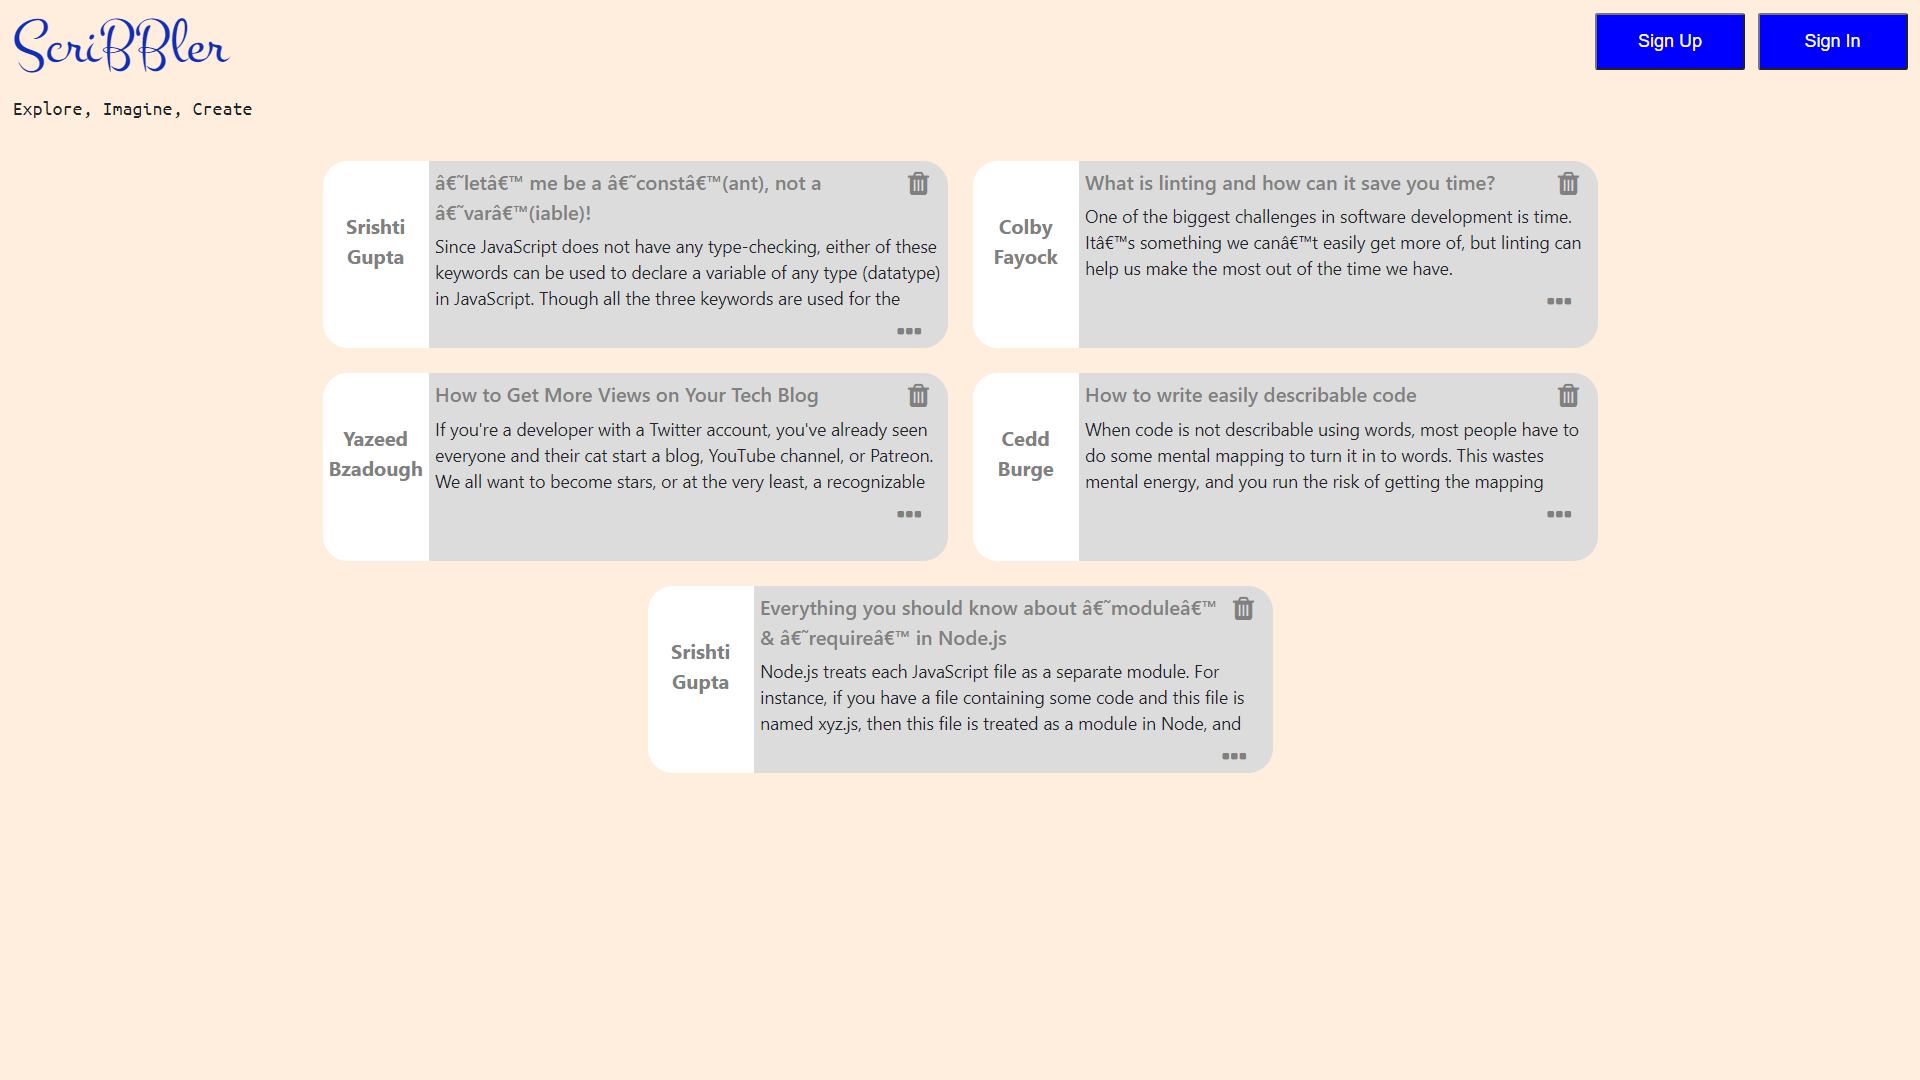 ScriBBler
Sign Up
Sign In
Explore, Imagine, Create
Srishti
Gupta
â€˜letâ€™ me be a â€˜constâ€™(ant), not a
â€˜varâ€™(iable)!
Since JavaScript does not have any type-checking, either of these
keywords can be used to declare a variable of any type (datatype)
in JavaScript. Though all the three keywords are used for the
Colby
Fayock
What is linting and how can it save you time?
One of the biggest challenges in software development is time.
Itâ€™s something we canâ€™t easily get more of, but linting can
help us make the most out of the time we have.
Yazeed
Bzadough
How to Get More Views on Your Tech Blog
If you're a developer with a Twitter account, you've already seen
everyone and their cat start a blog, YouTube channel, or Patreon.
We all want to become stars, or at the very least, a recognizable
Cedd
Burge
How to write easily describable code
When code is not describable using words, most people have to
do some mental mapping to turn it in to words. This wastes
mental energy, and you run the risk of getting the mapping
Srishti
Gupta
Everything you should know about â€˜moduleâ€™
& â€˜requireâ€™ in Node.js
Node.js treats each JavaScript file as a separate module. For
instance, if you have a file containing some code and this file is
named xyz.js, then this file is treated as a module in Node, and